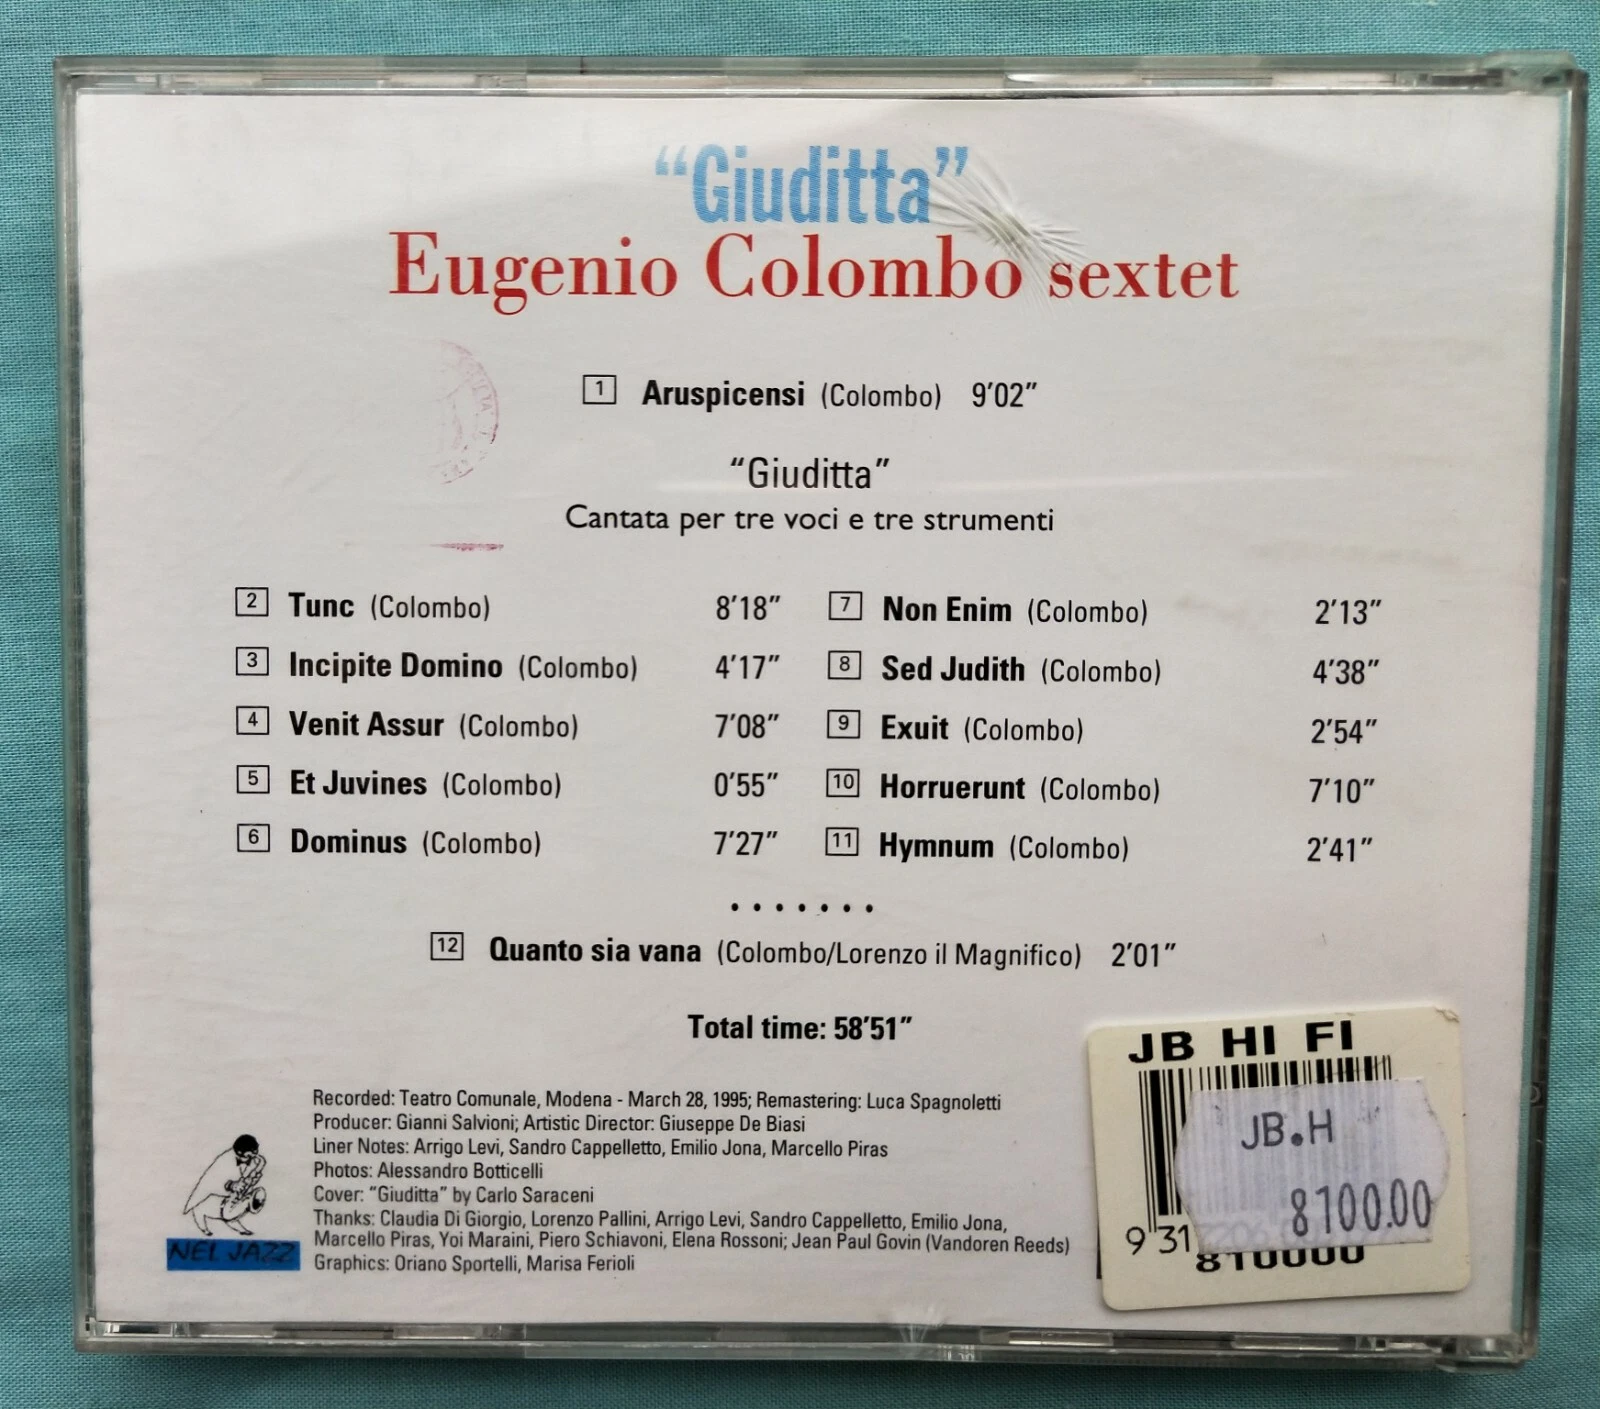 “Giuditta”
Eugenio Colombo sextet
1 Aruspicensi (Colombo) 9’02”
“Giuditta”
Cantata per tre voci e tre strumenti
2 Tunc (Colombo) 8’18”
3 Incipite Domino (Colombo) 4’17”
4 Venit Assur (Colombo) 7’08”
5 Et Juvines (Colombo) 0’55”
6 Dominus (Colombo) 7’27”
7 Non Enim (Colombo) 2’13”
8 Sed Judith (Colombo) 4’38”
9 Exuit (Colombo) 2’54”
10 Horruerunt (Colombo) 7’10”
11 Hymnum (Colombo) 2’41”
.......
12 Quanto sia vana (Colombo/Lorenzo il Magnifico) 2’01”
Total time: 58’51”
Recorded: Teatro Comunale, Modena - March 28, 1995; Remastering: Luca Spagnoletti
Producer: Gianni Salvioni; Artistic Director: Giuseppe De Biasi
Liner Notes: Arrigo Levi, Sandro Cappelletto, Emilio Jona, Marcello Piras
Photos: Alessandro Botticelli
Cover: “Giuditta” by Carlo Saraceni
Thanks: Claudia Di Giorgio, Lorenzo Pallini, Arrigo Levi, Sandro Cappelletto, Emilio Jona,
Marcello Piras, Yoi Maraini, Piero Schiavoni, Elena Rossoni; Jean Paul Govin (Vandoren Reeds)
Graphics: Oriano Sportelli, Marisa Ferioli
NEL JAZZ
JB HI FI
JB.H
8100.00
810000